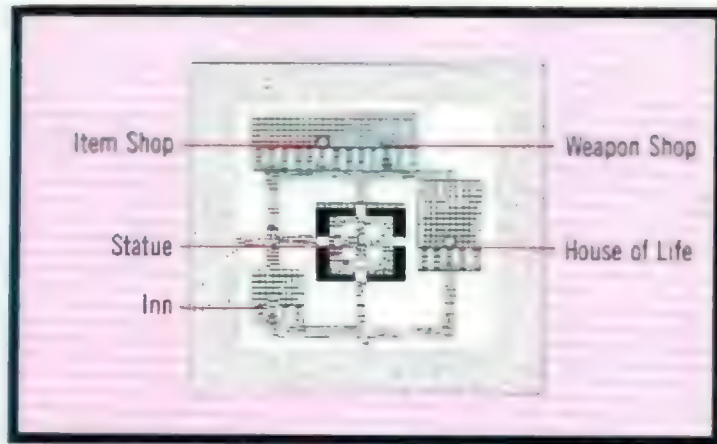 Item Shop
Weapon Shop
Statue
House of Life
Inn